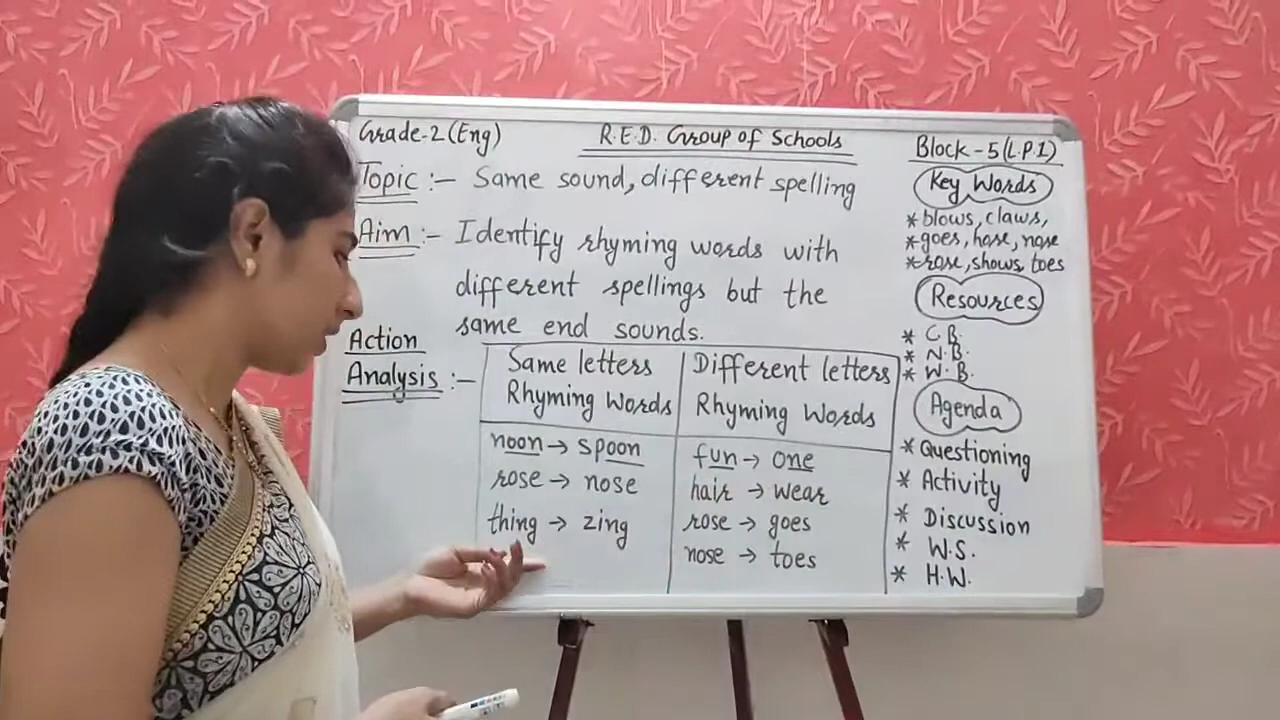 Grade-2 (Eng)
R.E.D. Group of Schools
Block-5 (L.P.1)
Topic :- Same sound, different spelling
Aim :- Identify rhyming words with
different spellings but the
same end sounds.
Action
Analysis :-
Same letters
Rhyming Words
noon → spoon
rose → nose
thing → zing
Different letters
Rhyming Words
fun → one
hair → wear
rose → goes
nose → toes
Key Words
* blows, claws,
* goes, hose, nose
* rose, shows, toes
Resources
* C.B.
* N.B.
* W.B.
Agenda
* Questioning
* Activity
* Discussion
* W.S.
* H.W.